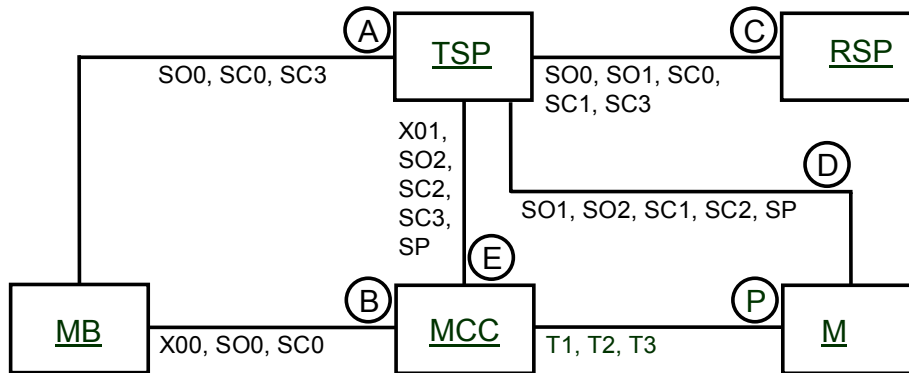 A
TSP
C
RSP
SO0, SC0, SC3
SO0, SO1, SC0,
SC1, SC3
X01,
SO2,
SC2,
SC3,
SP
D
SO1, SO2, SC1, SC2, SP
E
MB
B
MCC
P
M
X00, SO0, SC0
T1, T2, T3